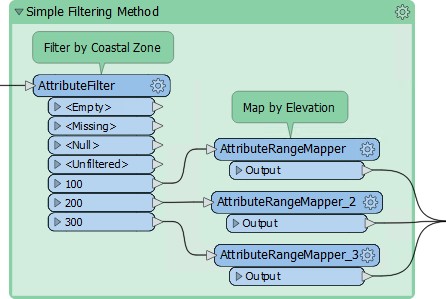 Simple Filtering Method
Filter by Coastal Zone
AttributeFilter
<Empty>
<Missing>
<Null>
<Unfiltered>
100
200
300
Map by Elevation
AttributeRangeMapper
Output
AttributeRangeMapper_2
Output
AttributeRangeMapper_3
Output